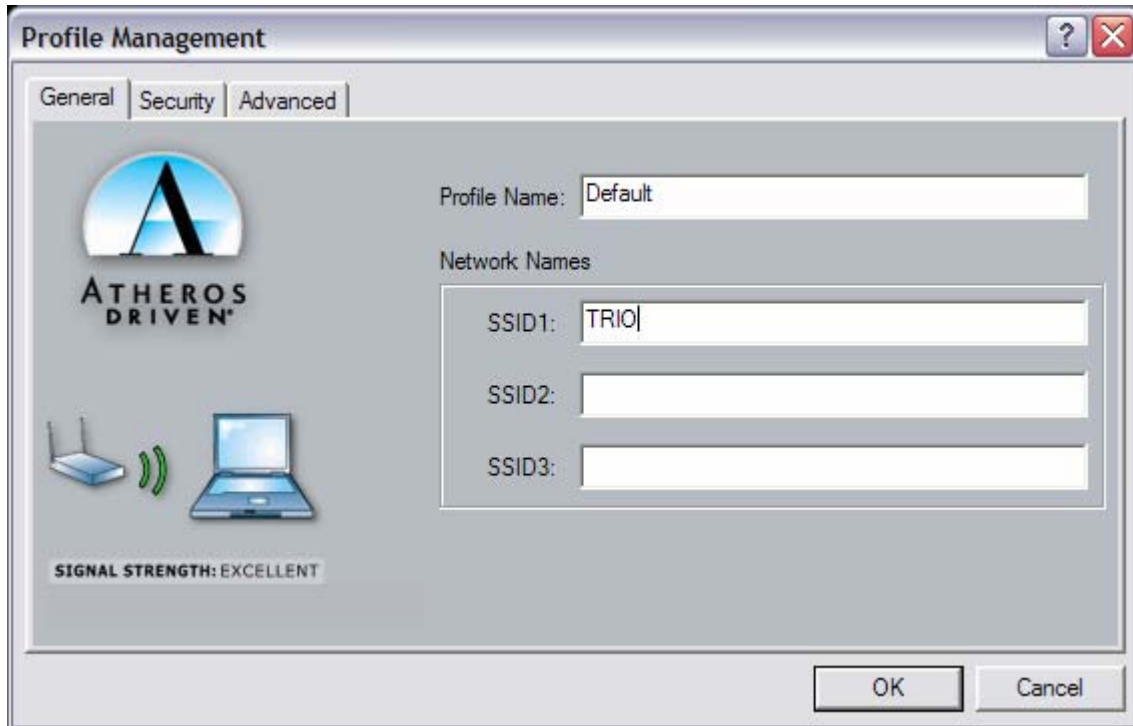 Profile Management
General Security Advanced
ATHEROS
DRIVEN®
Profile Name: Default
Network Names
SSID1: TRIO
SSID2:
SSID3:
SIGNAL STRENGTH: EXCELLENT
OK Cancel